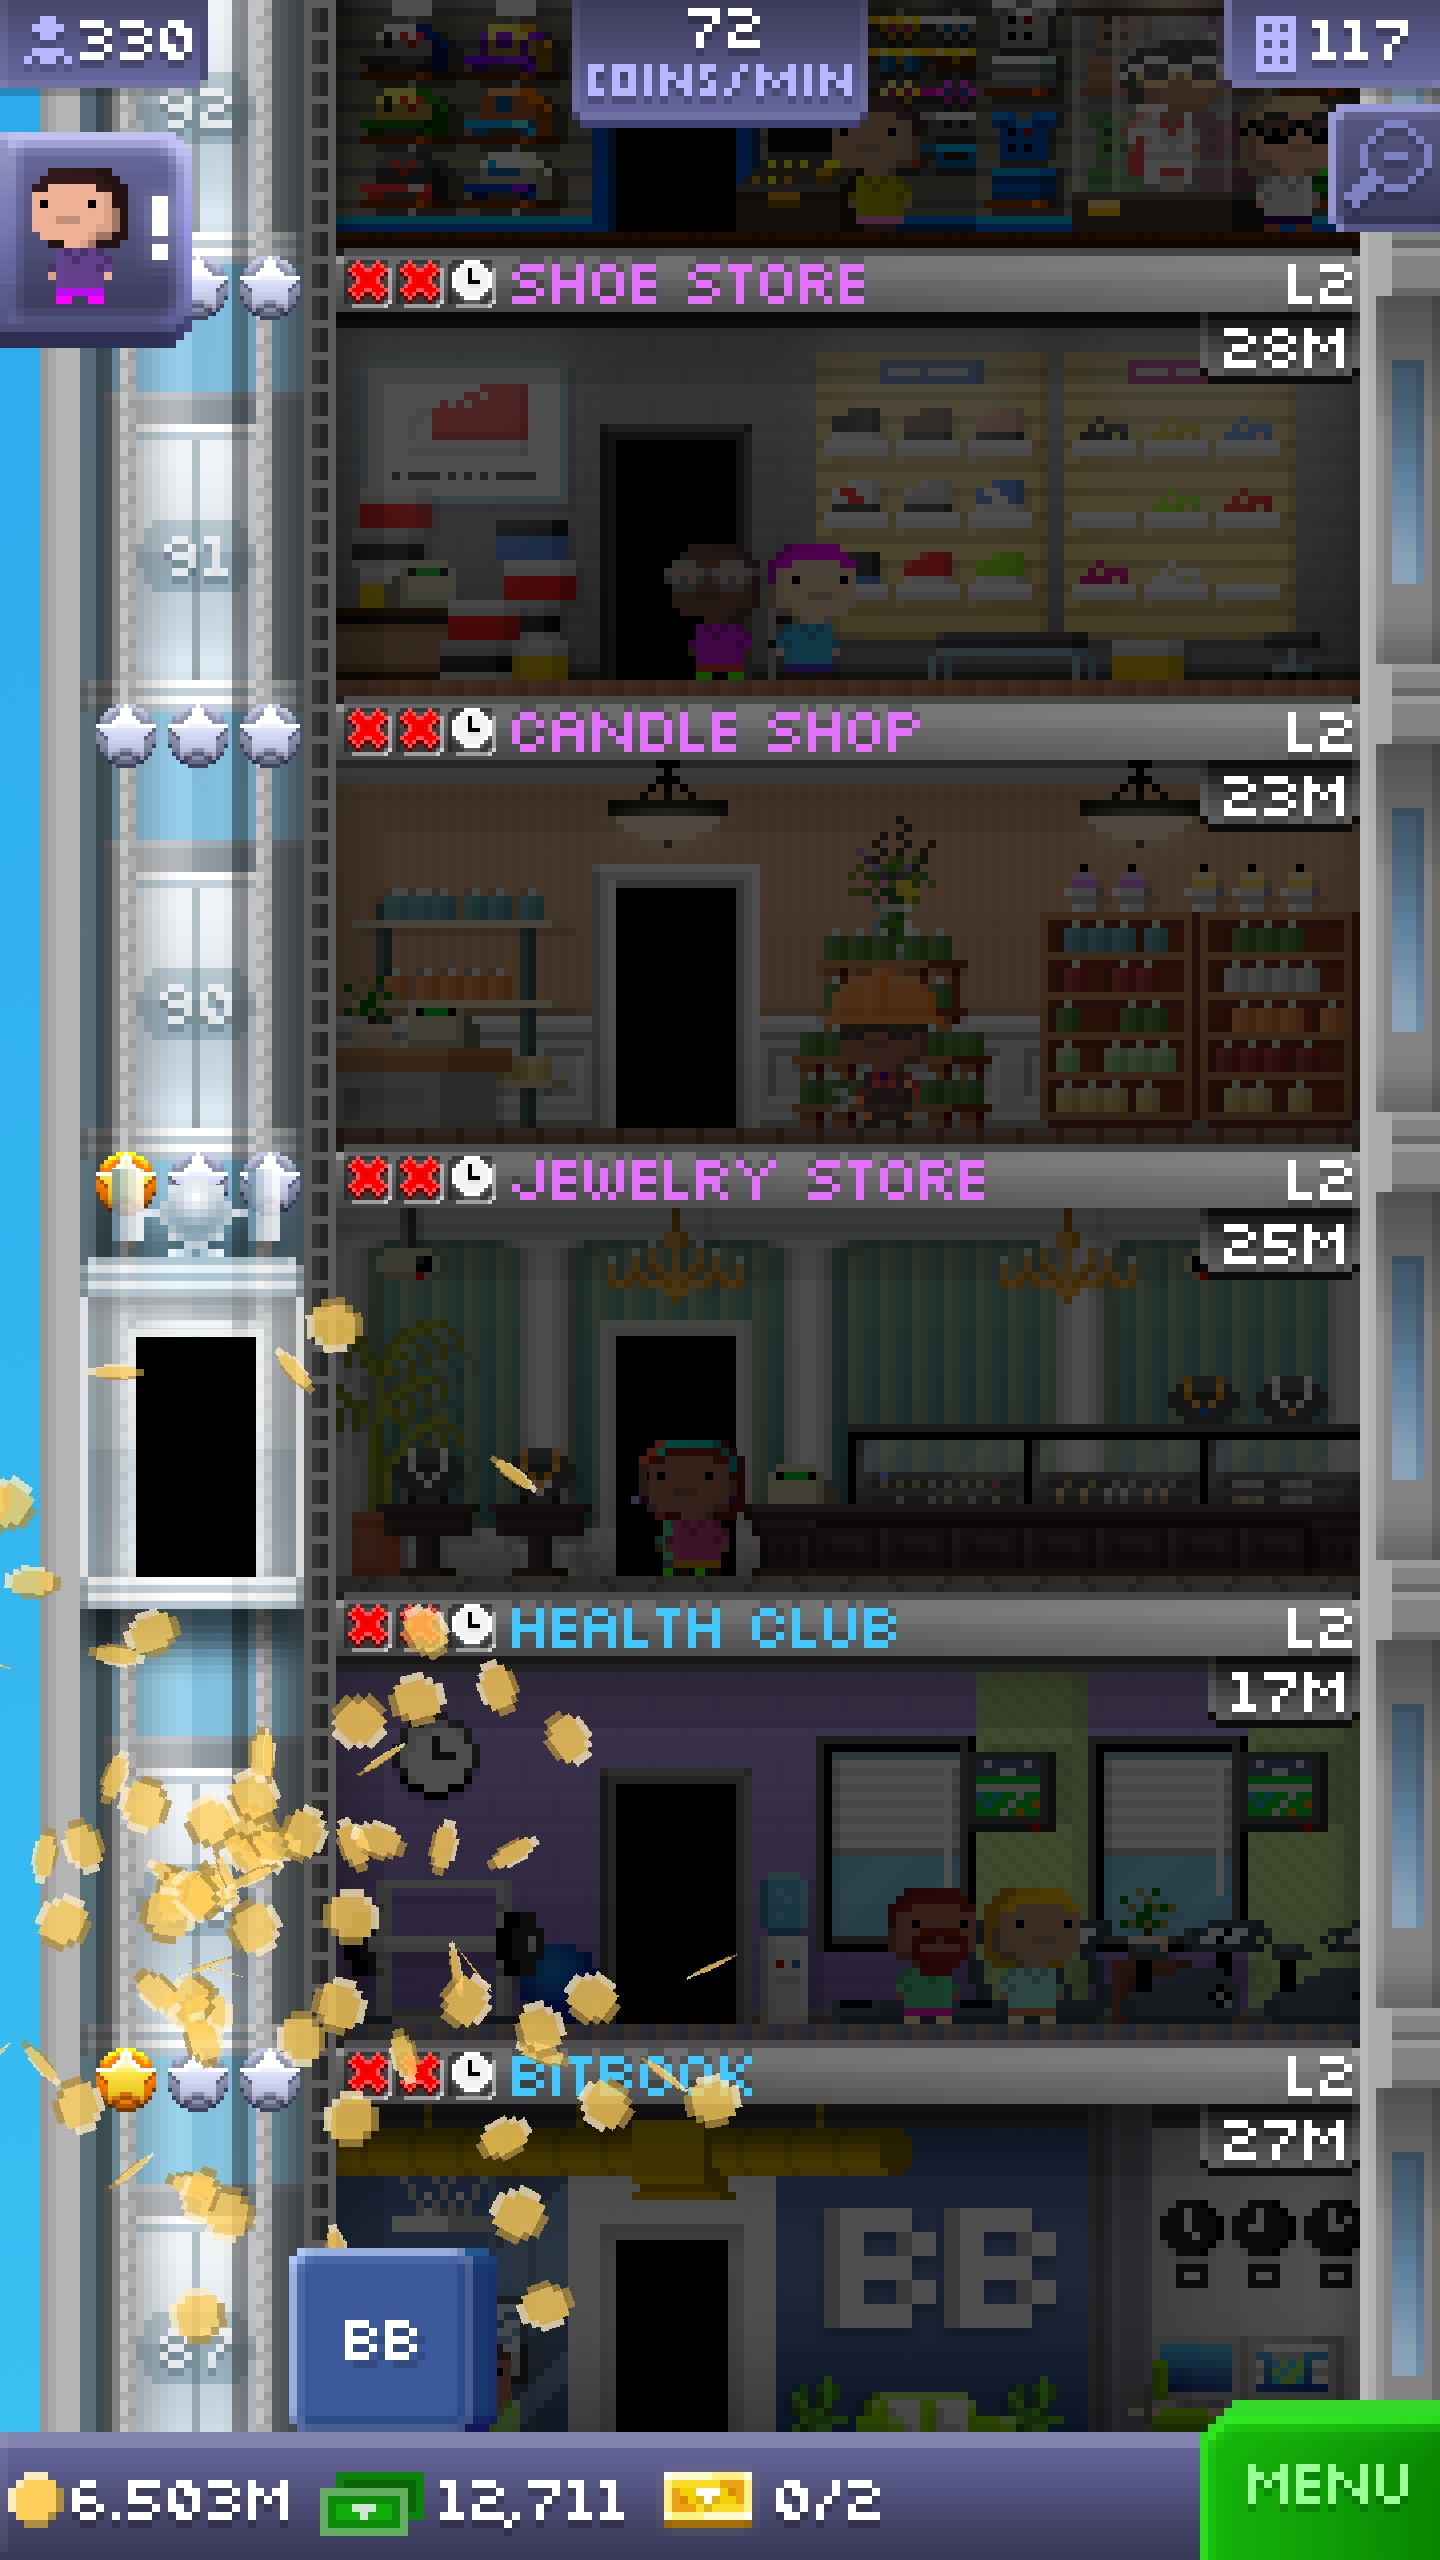 330
72
COINS/MIN
117
92
SHOE STORE L2
28M
91
CANDLE SHOP L2
23M
90
JEWELRY STORE L2
25M
HEALTH CLUB L2
17M
BITBOOK L2
27M
BB
87
BB
6.503M 12,711 0/2
MENU
!